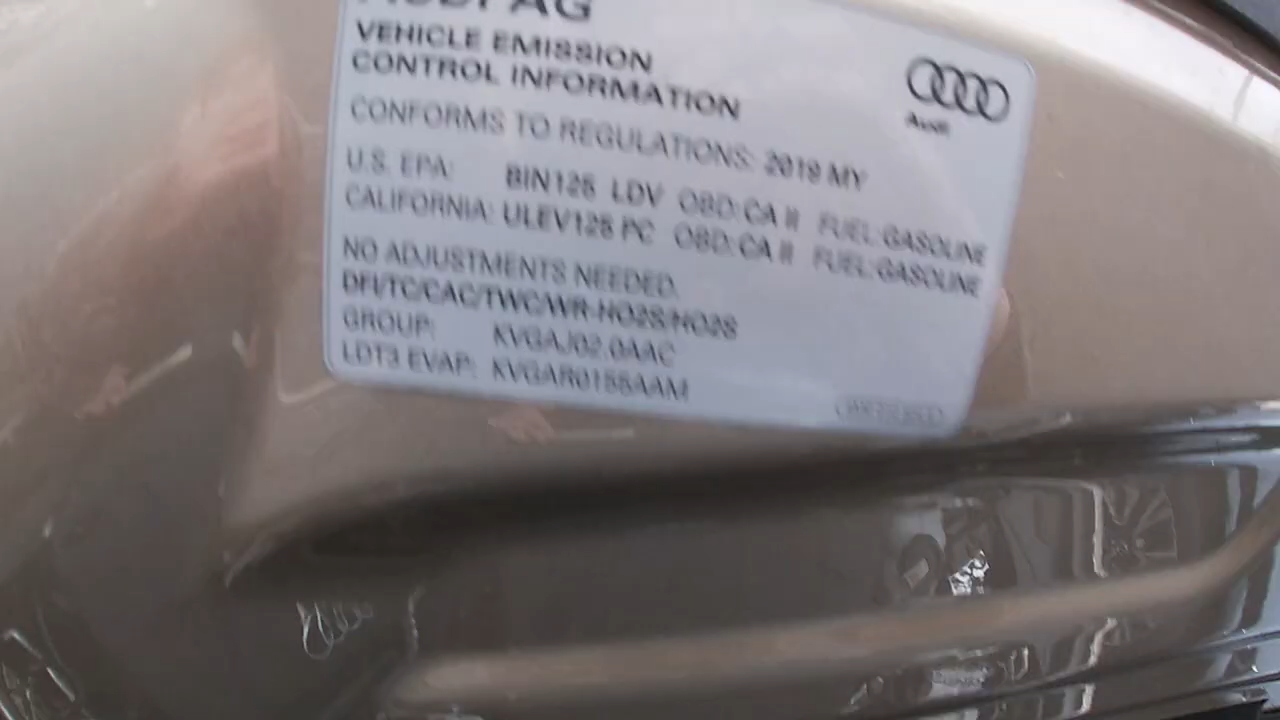 AUDI AG
VEHICLE EMISSION
CONTROL INFORMATION
Audi
CONFORMS TO REGULATIONS: 2019 MY
U.S. EPA: BIN125 LDV OBD: CA II FUEL: GASOLINE
CALIFORNIA: ULEV125 PC OBD: CA II FUEL: GASOLINE
NO ADJUSTMENTS NEEDED.
DFI/TC/CAC/TWC/WR-HO2S/HO2S
GROUP: KVGAJ02.0AAC
LDT3 EVAP: KVGAR0155AAM